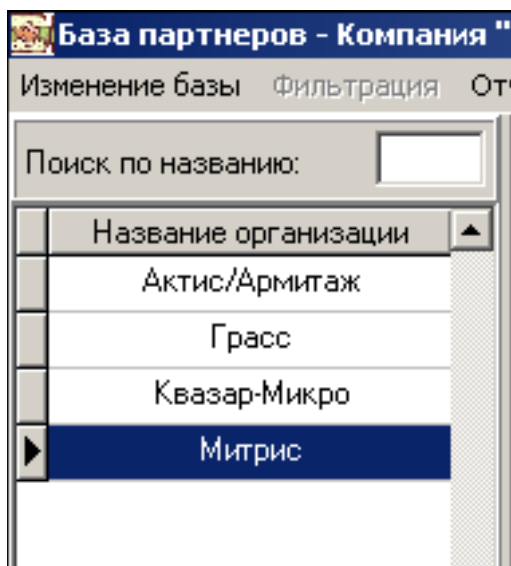 База партнеров - Компания "
Изменение базы Фильтрация
Поиск по названию:
Название организации
Актис/Армитаж
Грасс
Квазар-Микро
Митрис